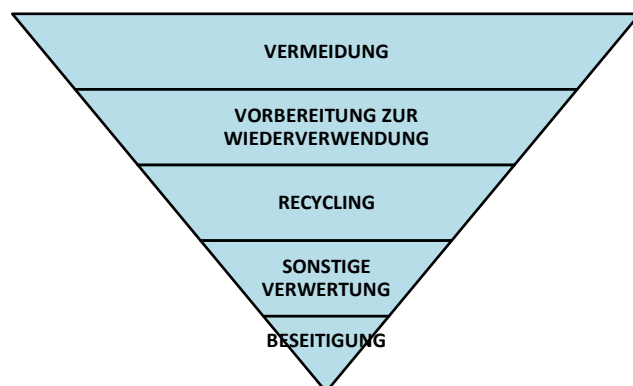 VERMEIDUNG
VORBEREITUNG ZUR
WIEDERVERWENDUNG
RECYCLING
SONSTIGE
VERWERTUNG
BESEITIGUNG